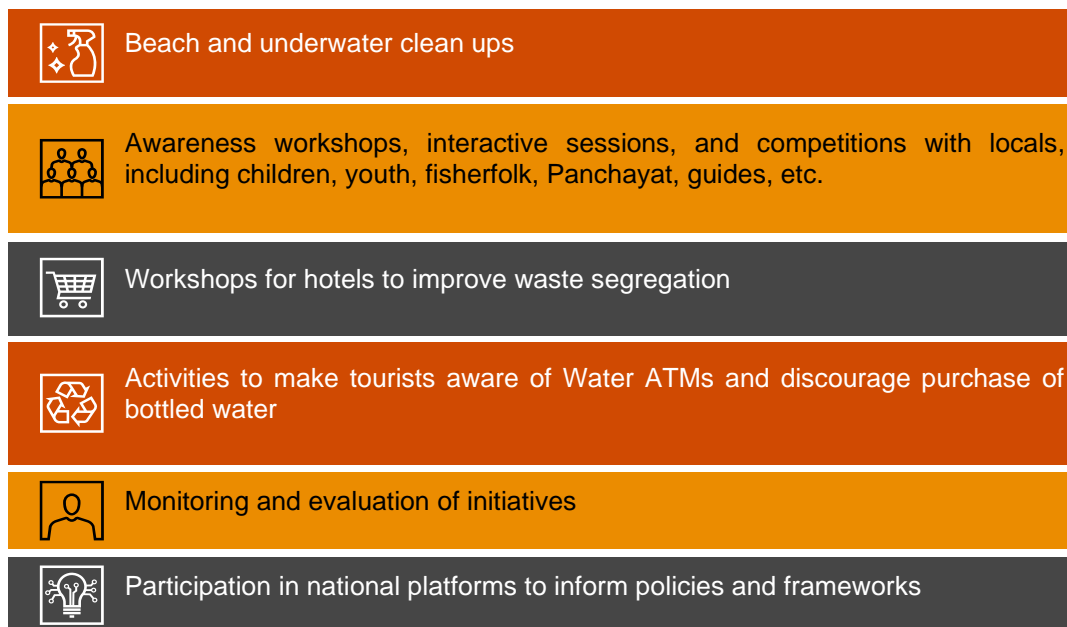 Beach and underwater clean ups
Awareness workshops, interactive sessions, and competitions with locals,
including children, youth, fisherfolk, Panchayat, guides, etc.
Workshops for hotels to improve waste segregation
Activities to make tourists aware of Water ATMs and discourage purchase of
bottled water
Monitoring and evaluation of initiatives
Participation in national platforms to inform policies and frameworks